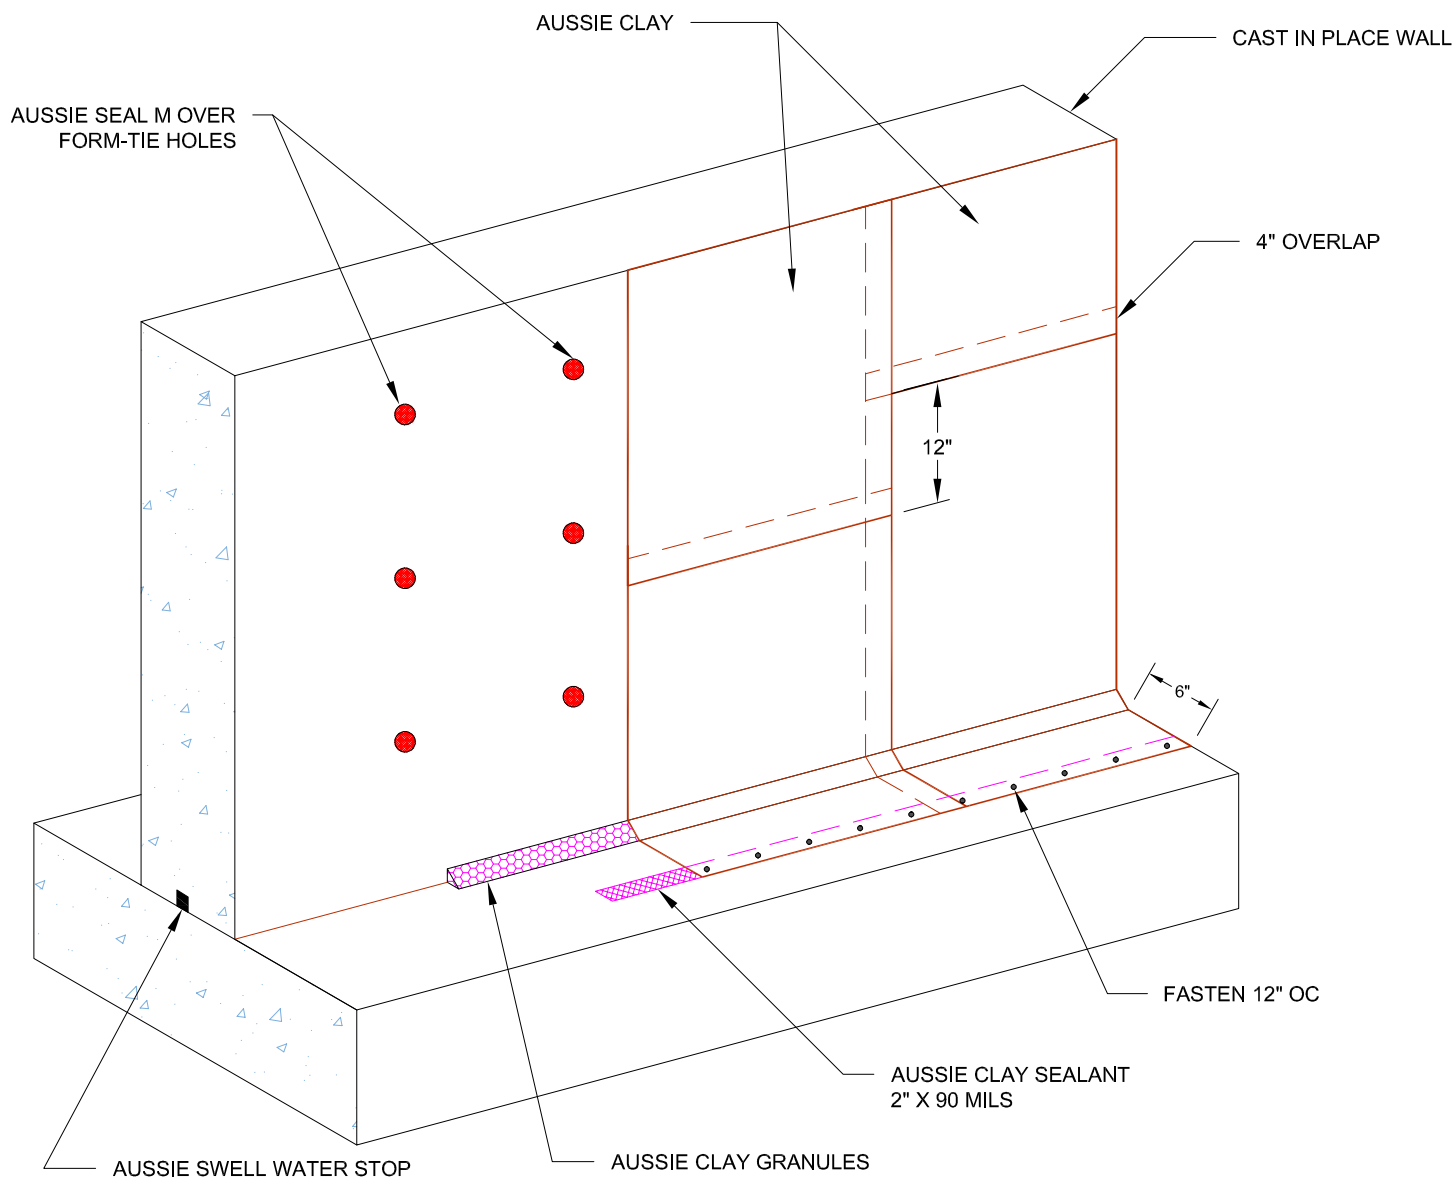 AUSSIE CLAY
CAST IN PLACE WALL
AUSSIE SEAL M OVER
FORM-TIE HOLES
4" OVERLAP
12"
6"
FASTEN 12" OC
AUSSIE CLAY SEALANT
2" X 90 MILS
AUSSIE CLAY GRANULES
AUSSIE SWELL WATER STOP